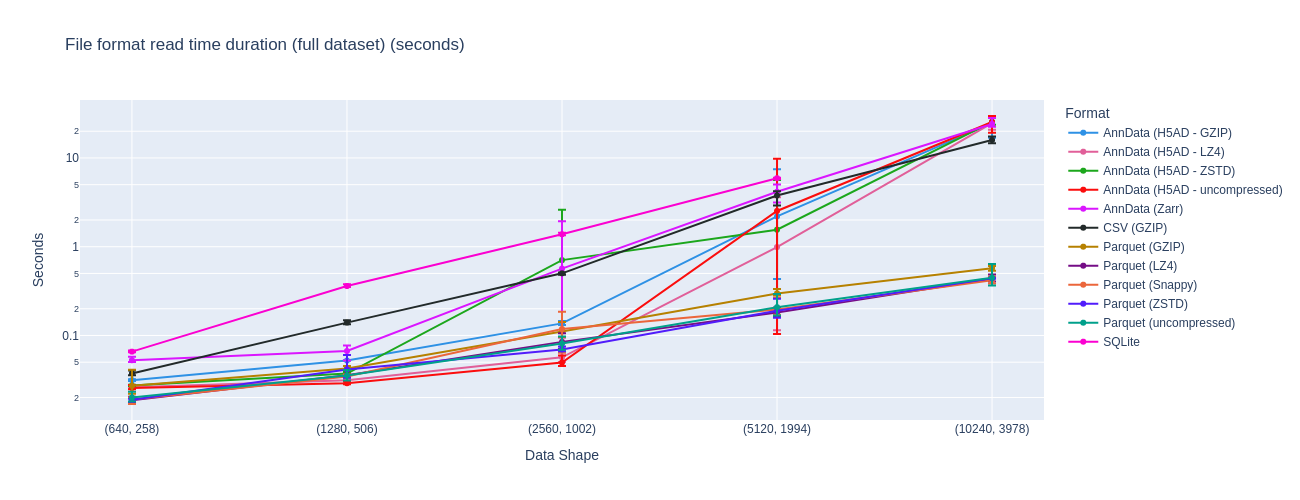 File format read time duration (full dataset) (seconds)
Seconds
2
10
5
2
1
5
2
0.1
5
2
(640, 258)
(1280, 506)
(2560, 1002)
(5120, 1994)
(10240, 3978)
Data Shape
Format
AnnData (H5AD - GZIP)
AnnData (H5AD - LZ4)
AnnData (H5AD - ZSTD)
AnnData (H5AD - uncompressed)
AnnData (Zarr)
CSV (GZIP)
Parquet (GZIP)
Parquet (LZ4)
Parquet (Snappy)
Parquet (ZSTD)
Parquet (uncompressed)
SQLite